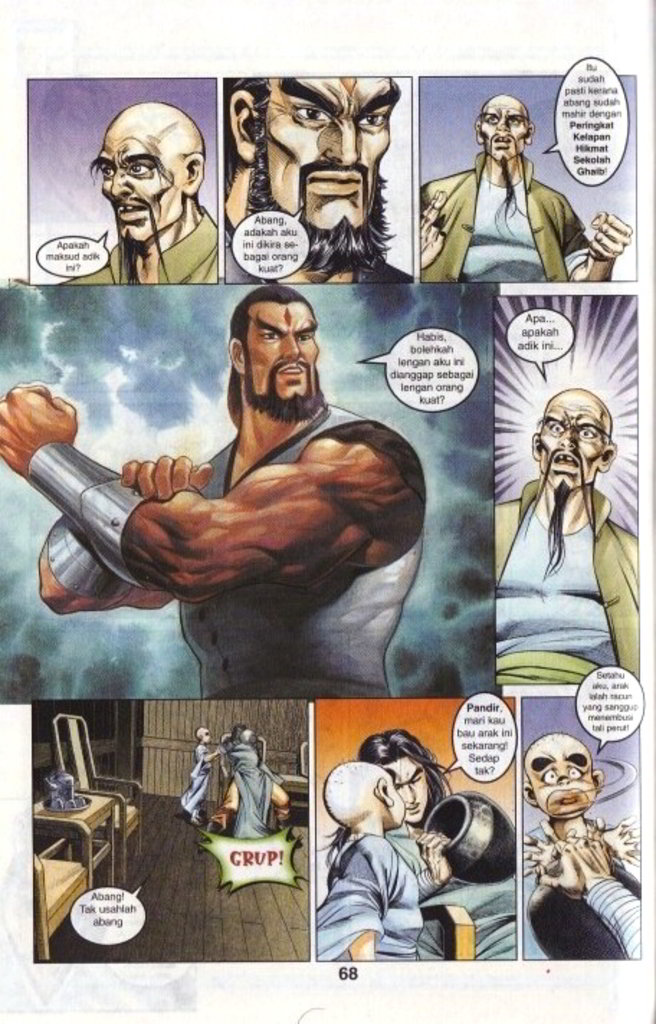 Apakah
maksud adik
ini?
Abang,
adakah aku
ini dikira se-
bagai orang
kuat?
Itu
sudah
pasti kerana
abang sudah
mahir dengan
Peringkat
Kelapan
Hikmat
Sekolah
Ghaib!
Habis,
bolehkah
lengan aku ini
dianggap sebagai
lengan orang
kuat?
Apa...
apakah
adik ini...
Abang!
Tak usahlah
abang
GRUP!
Pandir,
mari kau
bau arak ini
sekarang!
Sedap
tak?
Setahu
aku, arak
ialah racun
yang sanggup
menembusi
tali perut!
68